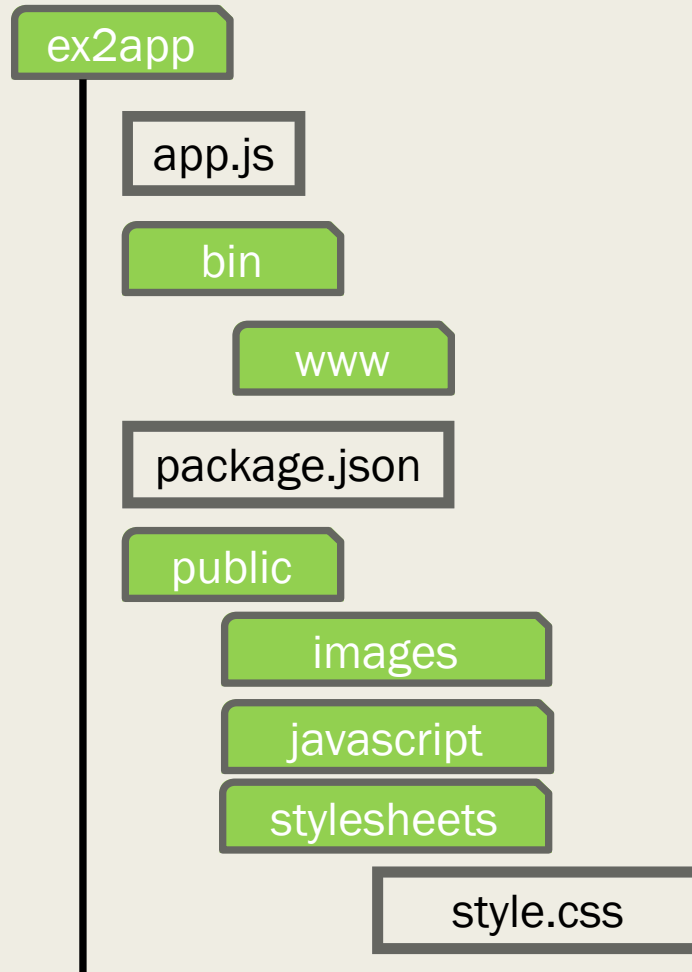 ex2app
app.js
bin
www
package.json
public
images
javascript
stylesheets
style.css